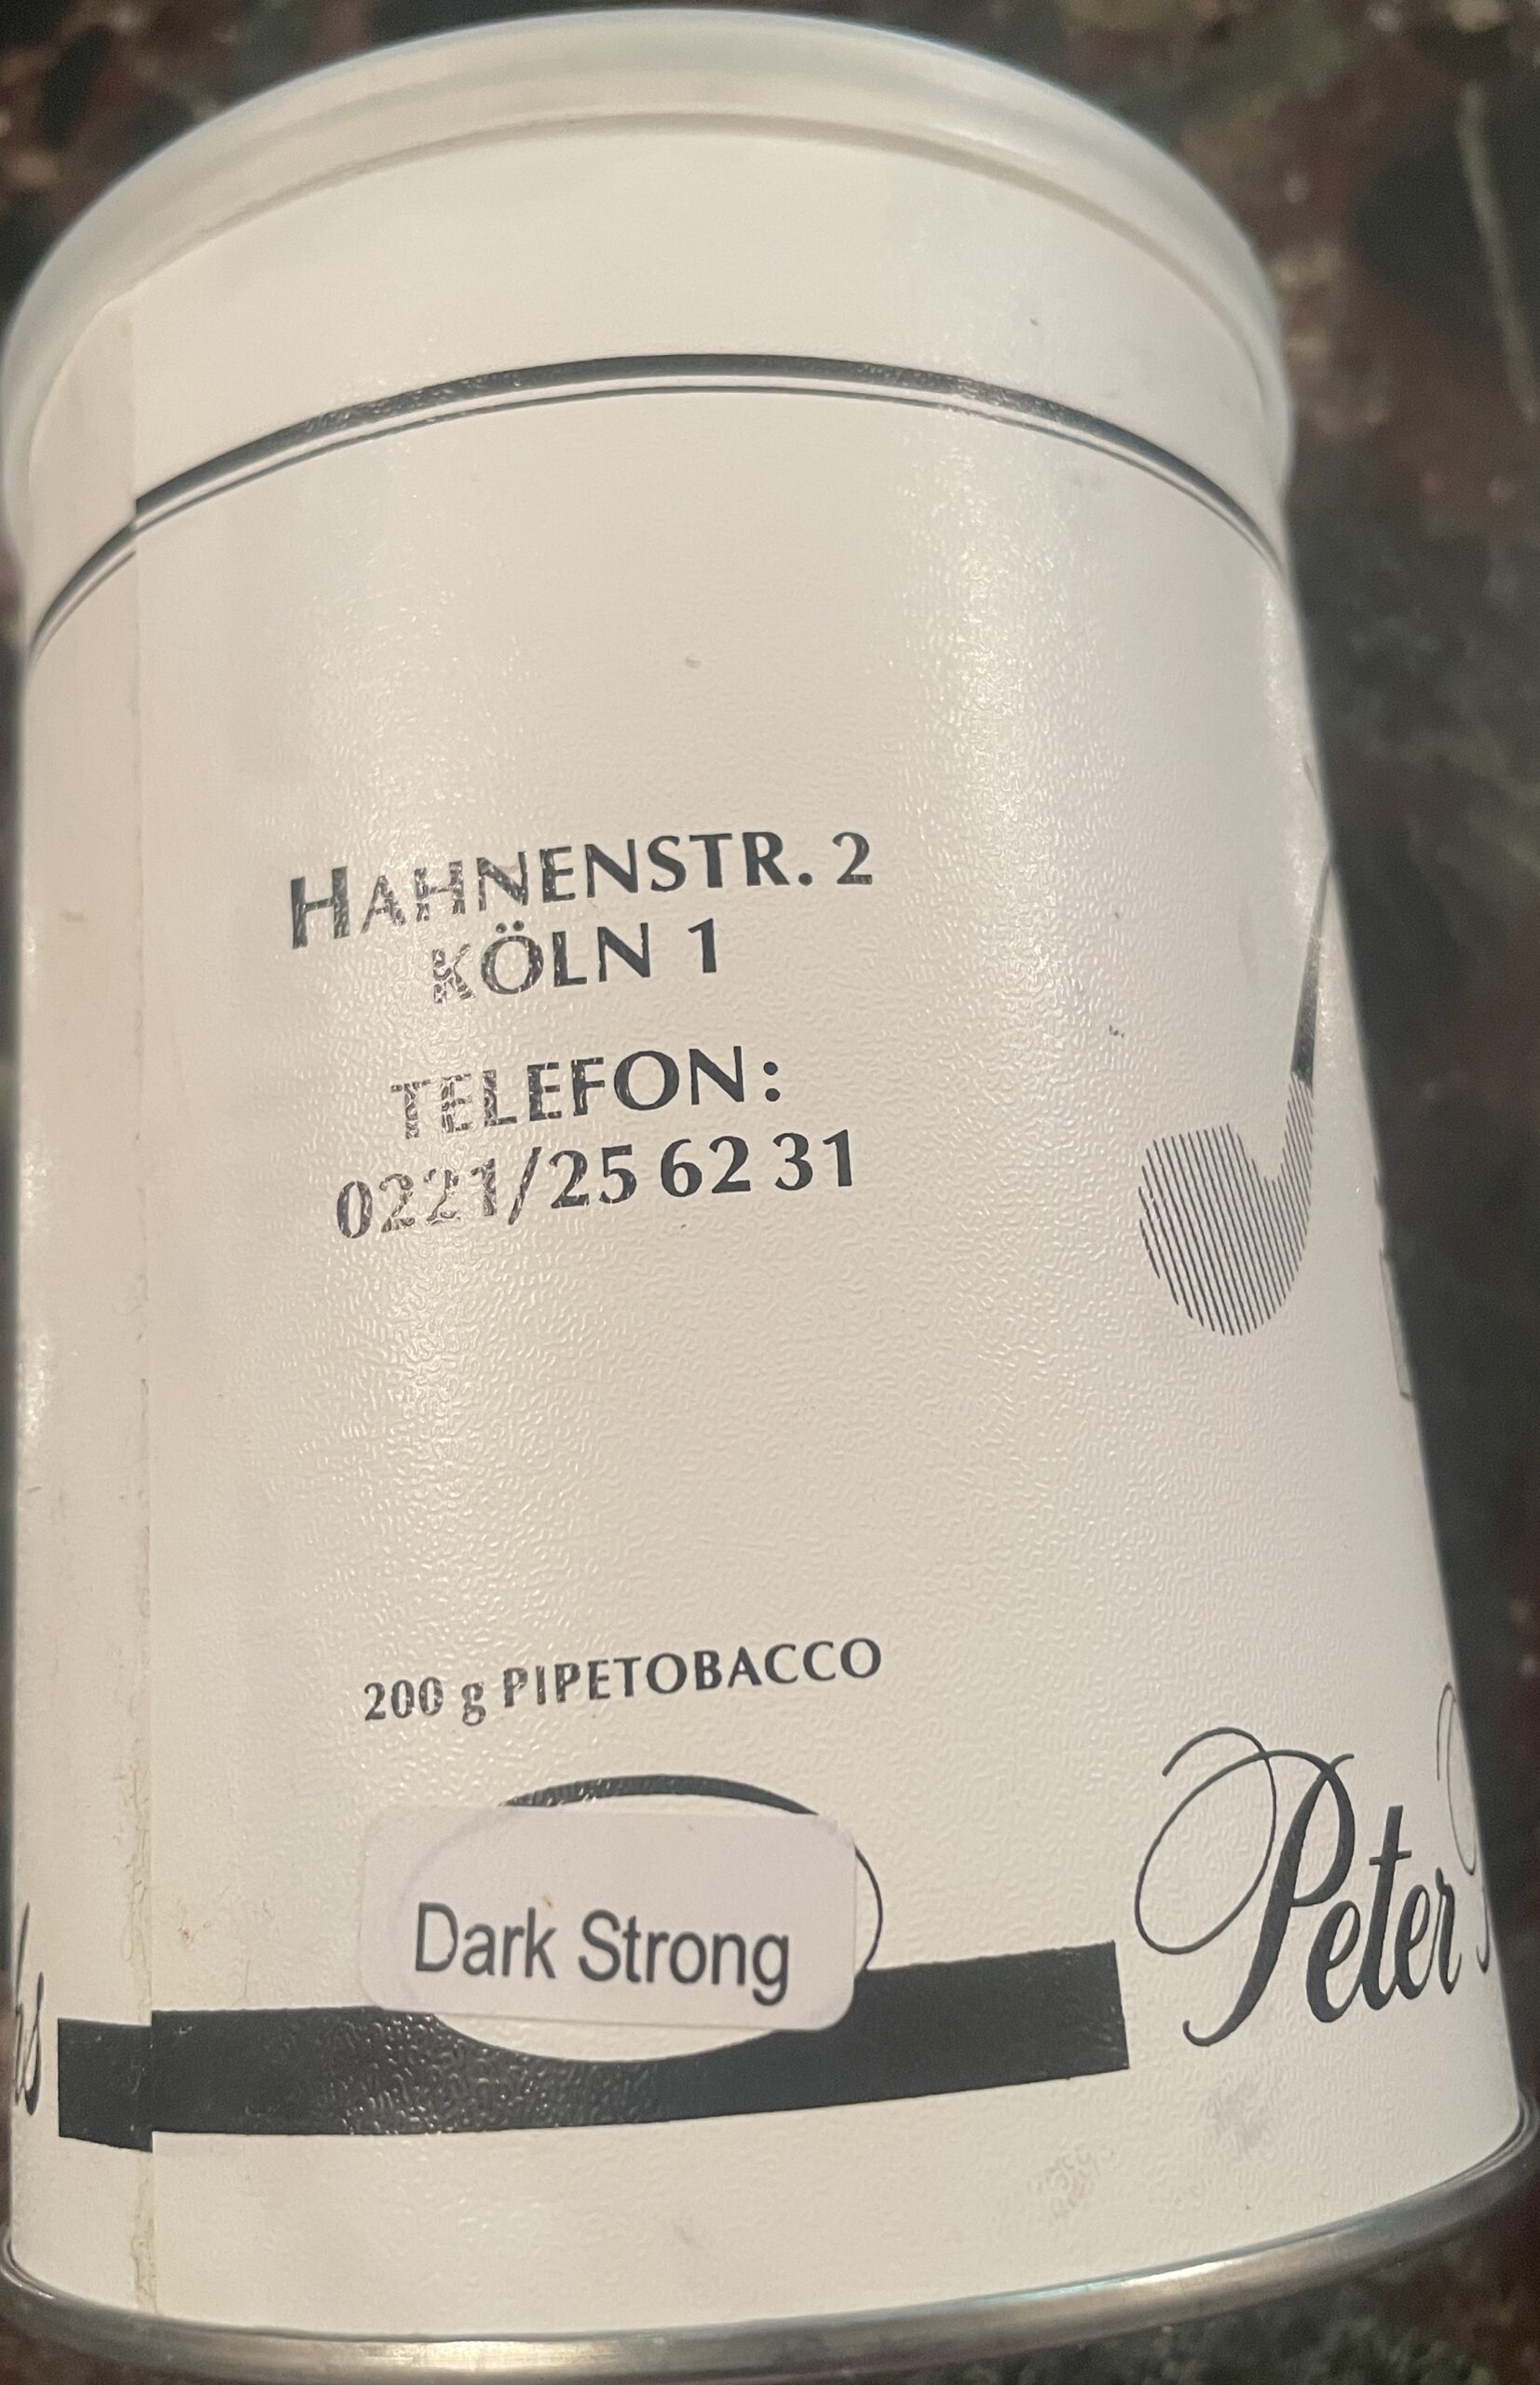 HAHNENSTR. 2
KÖLN 1
TELEFON:
0221/25 62 31
200 g PIPETOBACCO
Dark Strong
Peter